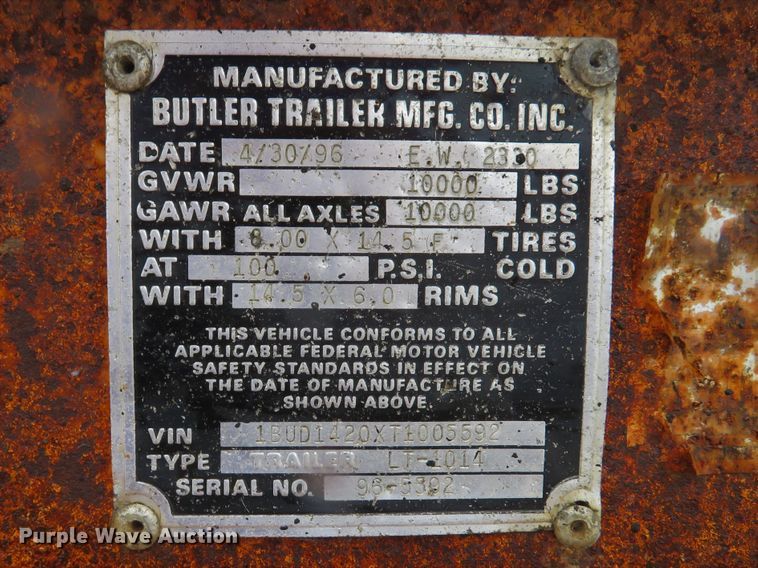 MANUFACTURED BY:
BUTLER TRAILER MFG. CO. INC.
DATE 4/30/96 E.W. 2330
GVWR 10000 LBS
GAWR ALL AXLES 10000 LBS
WITH 8.00 X 14.5 F TIRES
AT 100 P.S.I. COLD
WITH 14.5 X 6.0 RIMS
THIS VEHICLE CONFORMS TO ALL
APPLICABLE FEDERAL MOTOR VEHICLE
SAFETY STANDARDS IN EFFECT ON
THE DATE OF MANUFACTURE AS
SHOWN ABOVE.
VIN 1BUD1420XT1005592
TYPE TRAILER LT-1014
SERIAL NO. 96-5592
Purple Wave Auction